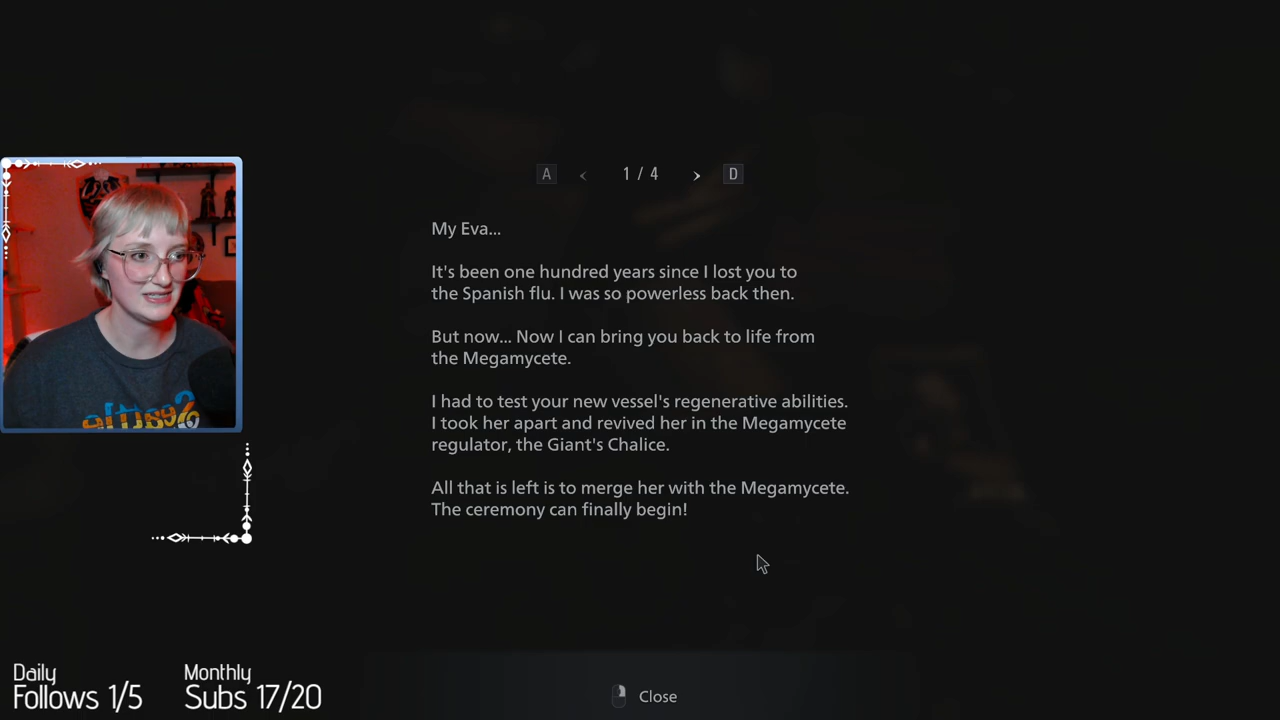 A < 1 / 4 > D
My Eva...
It's been one hundred years since I lost you to
the Spanish flu. I was so powerless back then.
But now... Now I can bring you back to life from
the Megamycete.
I had to test your new vessel's regenerative abilities.
I took her apart and revived her in the Megamycete
regulator, the Giant's Chalice.
All that is left is to merge her with the Megamycete.
The ceremony can finally begin!
Seattle
Daily
Follows 1/5
Monthly
Subs 17/20
Close